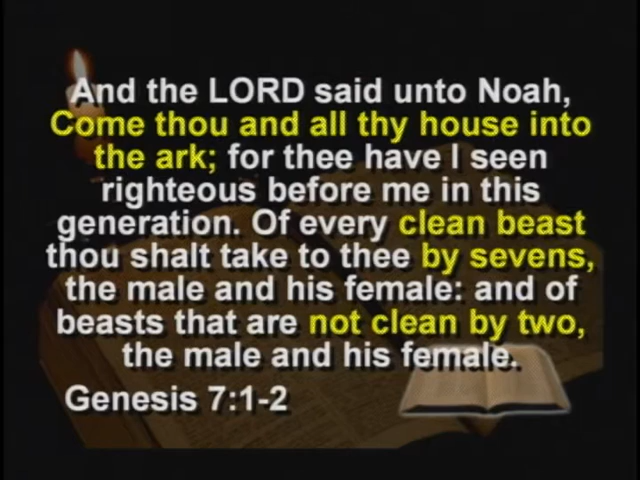 And the LORD said unto Noah,
Come thou and all thy house into
the ark; for thee have I seen
righteous before me in this
generation. Of every clean beast
thou shalt take to thee by sevens,
the male and his female: and of
beasts that are not clean by two,
the male and his female.
Genesis 7:1-2